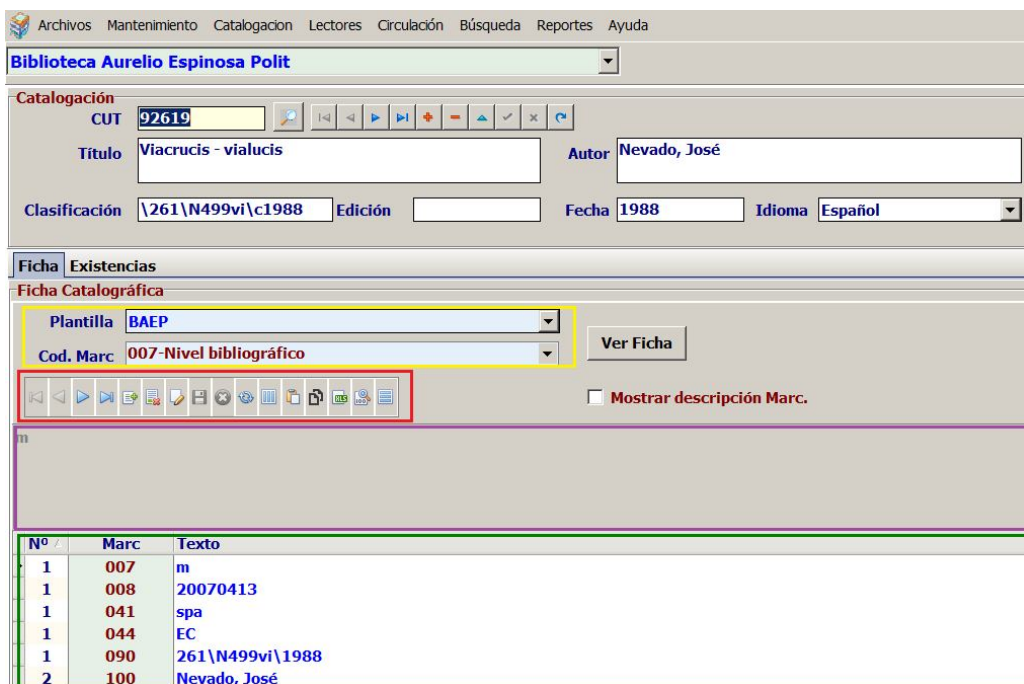 Archivos Mantenimiento Catalogacion Lectores Circulación Búsqueda Reportes Ayuda
Biblioteca Aurelio Espinosa Polit
Catalogación
CUT 92619
Título Viacrucis - vialucis Autor Nevado, José
Clasificación \261\N499vi\c1988 Edición Fecha 1988 Idioma Español
Ficha Existencias
Ficha Catalográfica
Plantilla BAEP
Ver Ficha
Cod. Marc 007-Nivel bibliográfico
Mostrar descripción Marc.
m
Nº Marc Texto
1 007 m
1 008 20070413
1 041 spa
1 044 EC
1 090 261\N499vi\1988
2 100 Nevado, José